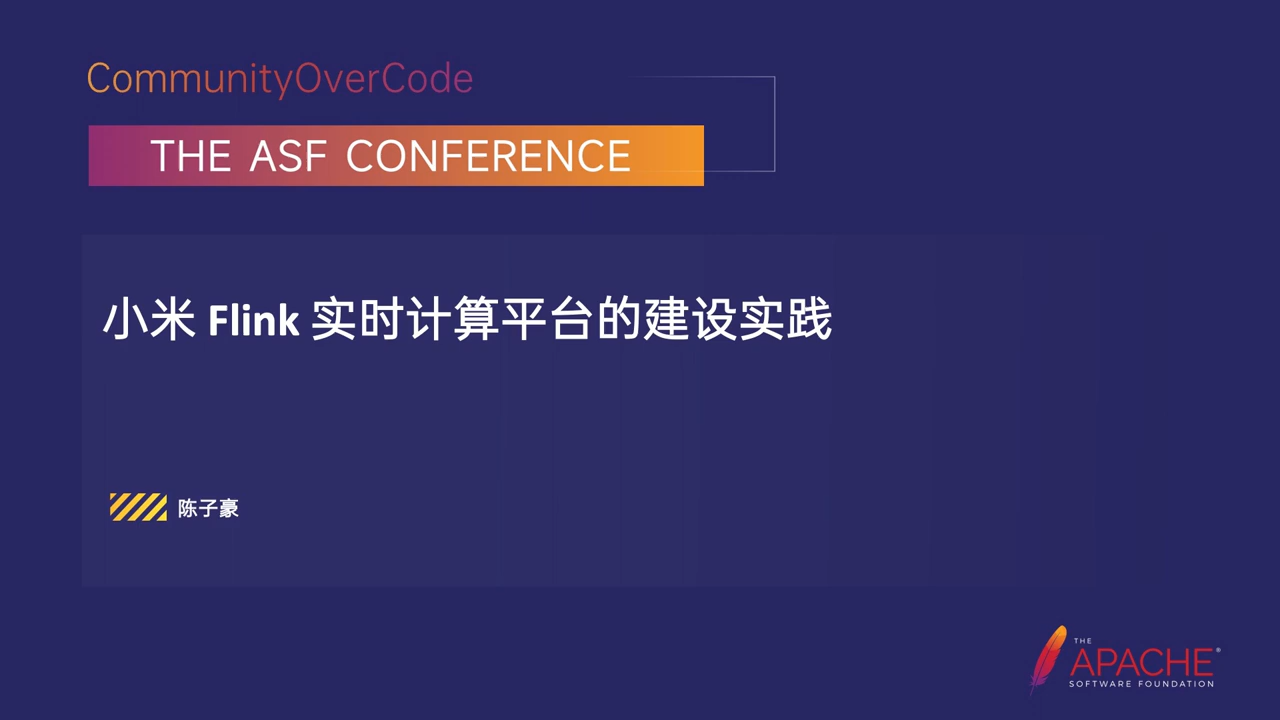 CommunityOverCode
THE ASF CONFERENCE
小米 Flink 实时计算平台的建设实践
陈子豪
THE
APACHE®
SOFTWARE FOUNDATION